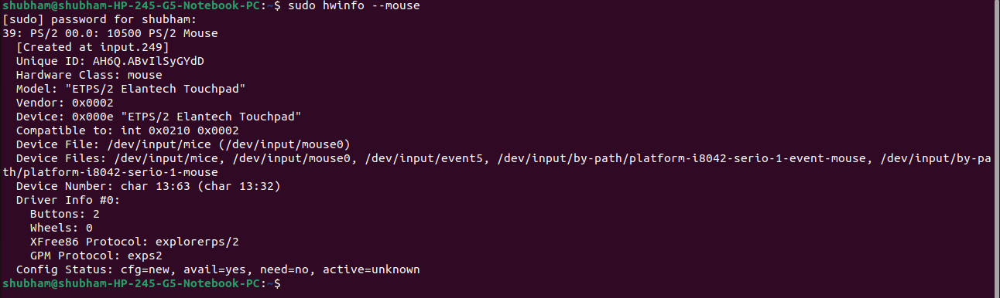 shubham@shubham-HP-245-G5-Notebook-PC:~$ sudo hwinfo --mouse
[sudo] password for shubham:
39: PS/2 00.0: 10500 PS/2 Mouse
  [Created at input.249]
  Unique ID: AH6Q.ABvIlSyGYdD
  Hardware Class: mouse
  Model: "ETPS/2 Elantech Touchpad"
  Vendor: 0x0002
  Device: 0x000e "ETPS/2 Elantech Touchpad"
  Compatible to: int 0x0210 0x0002
  Device File: /dev/input/mice (/dev/input/mouse0)
  Device Files: /dev/input/mice, /dev/input/mouse0, /dev/input/event5, /dev/input/by-path/platform-i8042-serio-1-event-mouse, /dev/input/by-pa
th/platform-i8042-serio-1-mouse
  Device Number: char 13:63 (char 13:32)
  Driver Info #0:
    Buttons: 2
    Wheels: 0
    XFree86 Protocol: explorerps/2
    GPM Protocol: exps2
  Config Status: cfg=new, avail=yes, need=no, active=unknown
shubham@shubham-HP-245-G5-Notebook-PC:~$